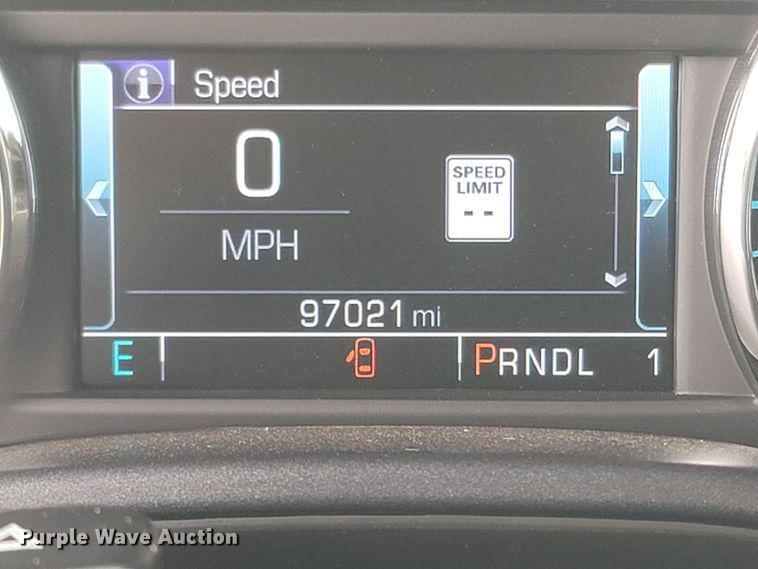 i Speed
0
SPEED
LIMIT
--
MPH
97021 mi
E PRNDL 1
Purple Wave Auction